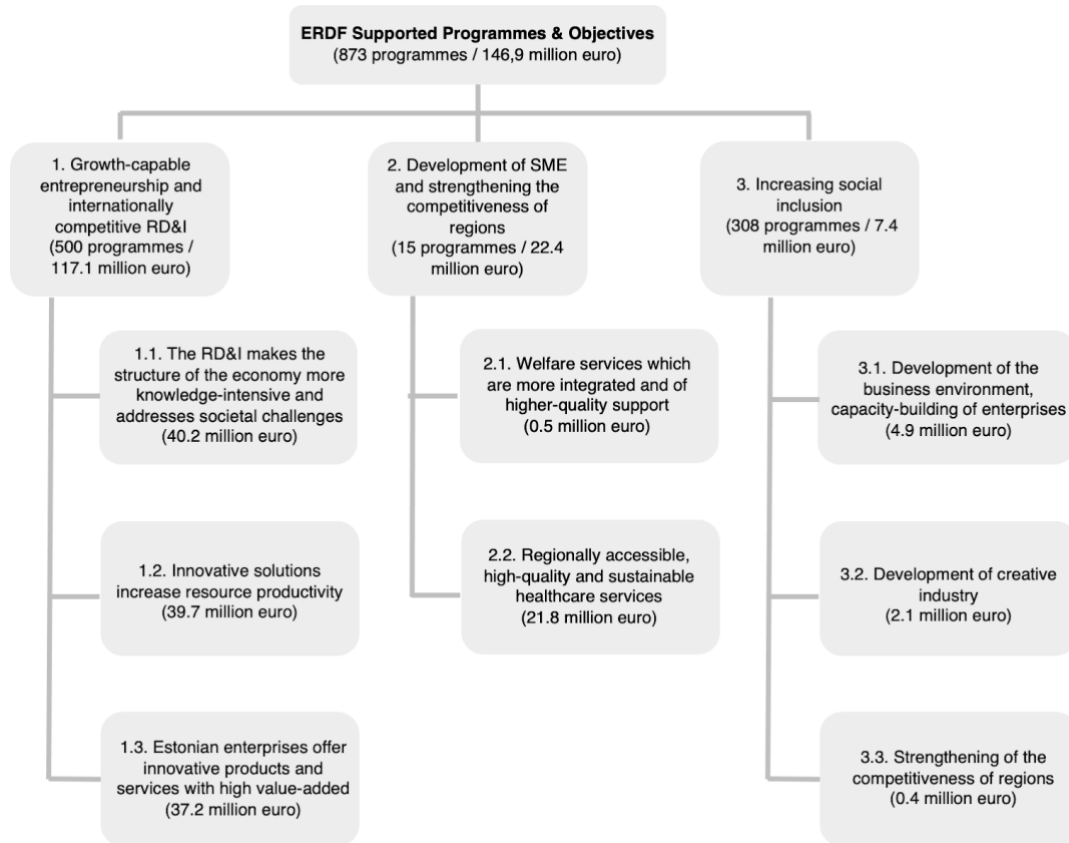 ERDF Supported Programmes & Objectives
(873 programmes / 146,9 million euro)
1. Growth-capable
entrepreneurship and
internationally
competitive RD&I
(500 programmes /
117.1 million euro)
2. Development of SME
and strengthening the
competitiveness of
regions
(15 programmes / 22.4
million euro)
3. Increasing social
inclusion
(308 programmes / 7.4
million euro)
1.1. The RD&I makes the
structure of the economy more
knowledge-intensive and
addresses societal challenges
(40.2 million euro)
2.1. Welfare services which
are more integrated and of
higher-quality support
(0.5 million euro)
3.1. Development of the
business environment,
capacity-building of enterprises
(4.9 million euro)
1.2. Innovative solutions
increase resource productivity
(39.7 million euro)
2.2. Regionally accessible,
high-quality and sustainable
healthcare services
(21.8 million euro)
3.2. Development of creative
industry
(2.1 million euro)
1.3. Estonian enterprises offer
innovative products and
services with high value-added
(37.2 million euro)
3.3. Strengthening of the
competitiveness of regions
(0.4 million euro)